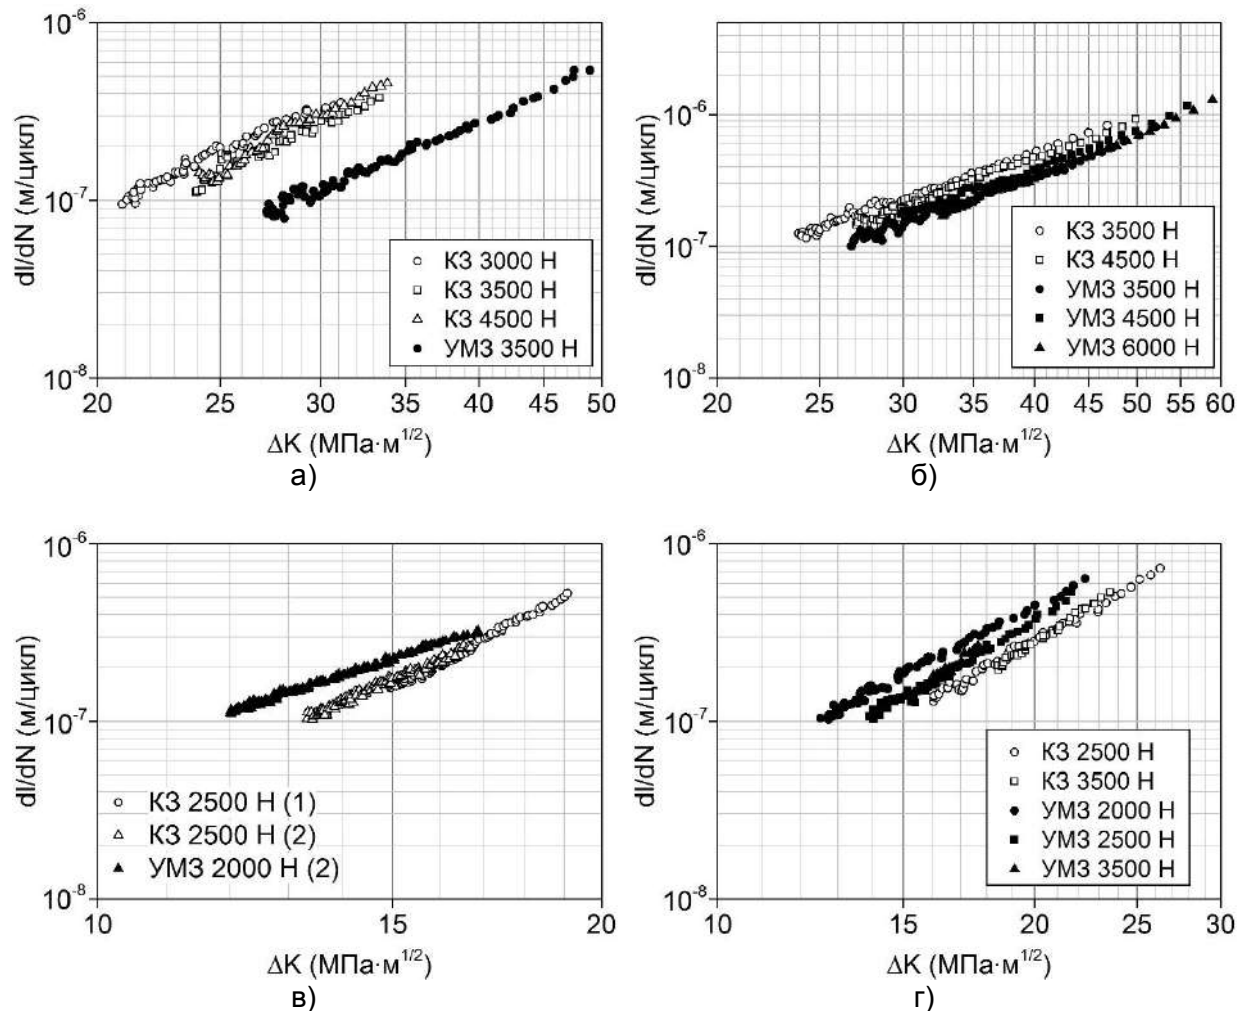 10⁻⁶
10⁻⁷
10⁻⁸
dl/dN (м/цикл)
КЗ 3000 Н
КЗ 3500 Н
КЗ 4500 Н
УМЗ 3500 Н
20 25 30 35 40 45 50
ΔK (МПа·м^1/2)
а)
10⁻⁶
10⁻⁷
10⁻⁸
dl/dN (м/цикл)
КЗ 3500 Н
КЗ 4500 Н
УМЗ 3500 Н
УМЗ 4500 Н
УМЗ 6000 Н
20 25 30 35 40 45 50 55 60
ΔK (МПа·м^1/2)
б)
10⁻⁶
10⁻⁷
10⁻⁸
dl/dN (м/цикл)
КЗ 2500 Н (1)
КЗ 2500 Н (2)
УМЗ 2000 Н (2)
10 15 20
ΔK (МПа·м^1/2)
в)
10⁻⁶
10⁻⁷
10⁻⁸
dl/dN (м/цикл)
КЗ 2500 Н
КЗ 3500 Н
УМЗ 2000 Н
УМЗ 2500 Н
УМЗ 3500 Н
10 15 20 25 30
ΔK (МПа·м^1/2)
г)